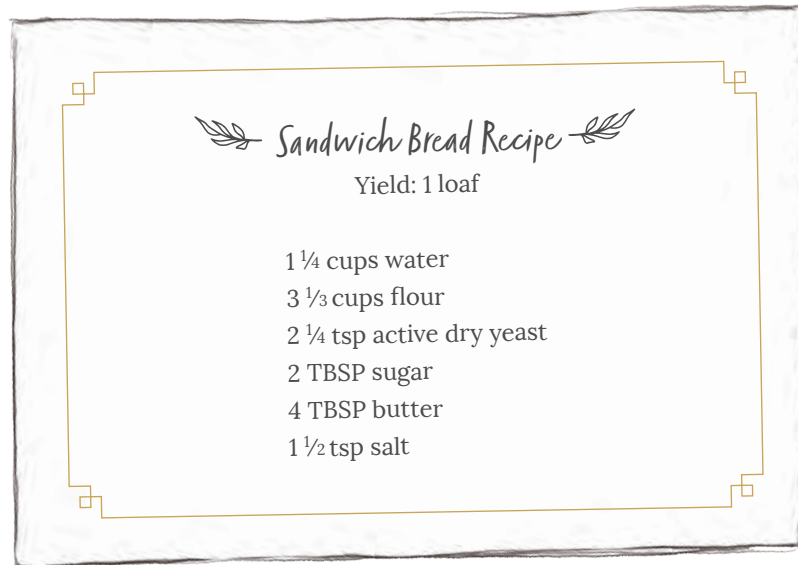 Sandwich Bread Recipe
Yield: 1 loaf
1 ¼ cups water
3 ⅓ cups flour
2 ¼ tsp active dry yeast
2 TBSP sugar
4 TBSP butter
1 ½ tsp salt